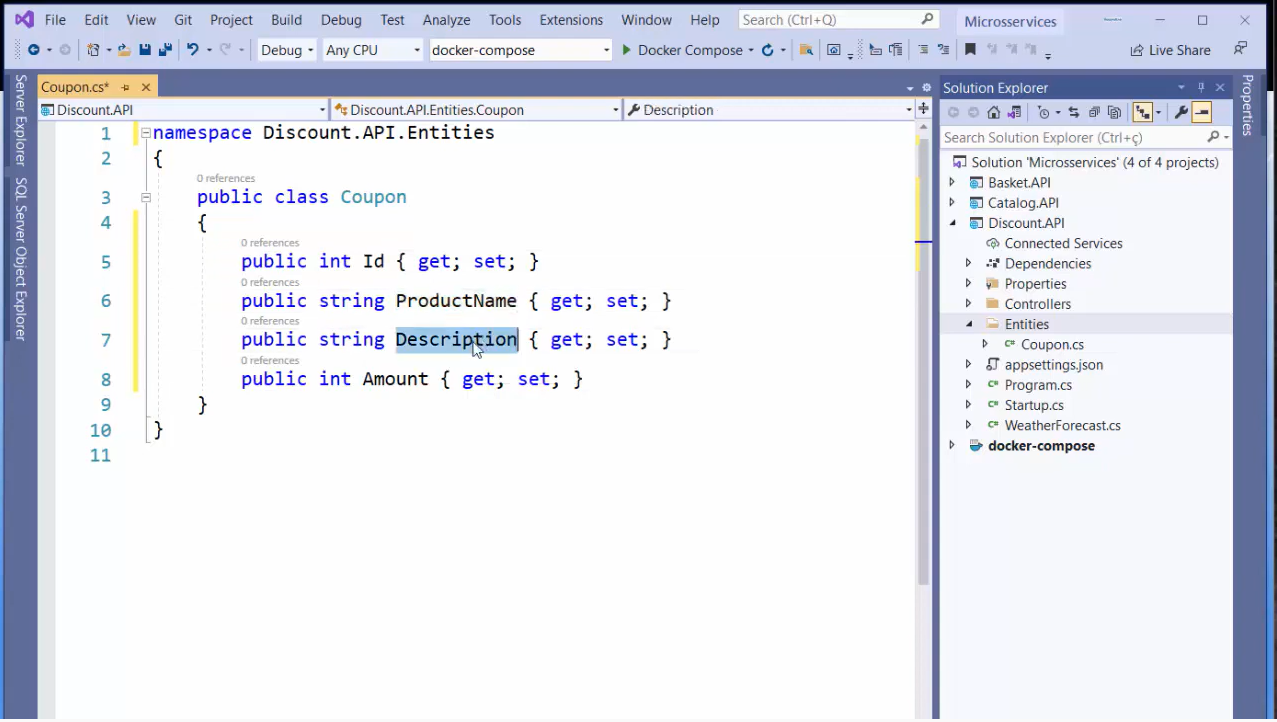 File Edit View Git Project Build Debug Test Analyze Tools Extensions Window Help Search (Ctrl+Q) Microsservices
Debug Any CPU docker-compose Docker Compose Live Share
Server Explorer
SQL Server Object Explorer
Coupon.cs*
Discount.API Discount.API.Entities.Coupon Description
1 namespace Discount.API.Entities
2 {
0 references
3 public class Coupon
4 {
0 references
5 public int Id { get; set; }
0 references
6 public string ProductName { get; set; }
0 references
7 public string Description { get; set; }
0 references
8 public int Amount { get; set; }
9 }
10 }
11
Solution Explorer
Search Solution Explorer (Ctrl+ç)
Solution 'Microsservices' (4 of 4 projects)
Basket.API
Catalog.API
Discount.API
Connected Services
Dependencies
Properties
Controllers
Entities
C# Coupon.cs
appsettings.json
C# Program.cs
C# Startup.cs
C# WeatherForecast.cs
docker-compose
Properties